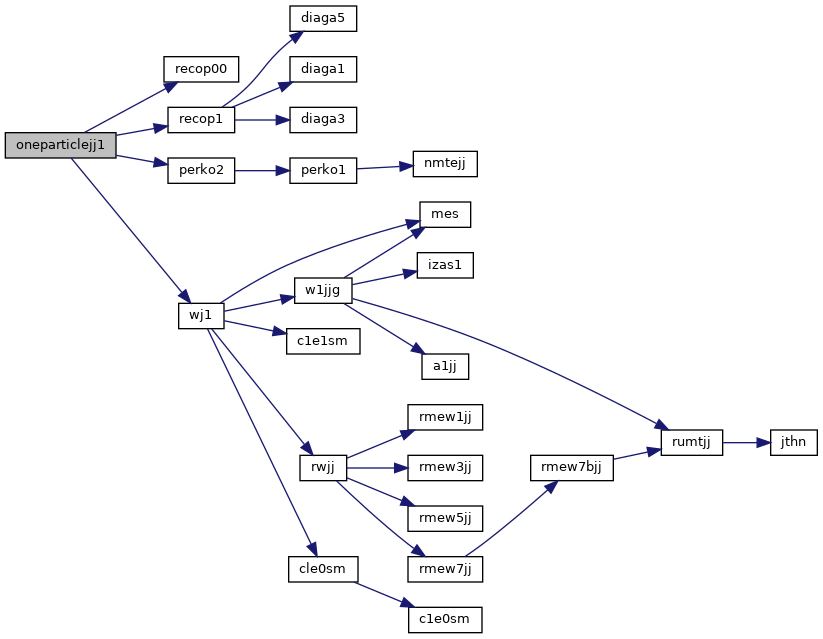 diaga5
recop00
diaga1
recop1
diaga3
oneparticlejj1
perko2
perko1
nmtejj
mes
izas1
w1jjg
wj1
c1e1sm
a1jj
rmew1jj
rumtjj
jthn
rwjj
rmew3jj
rmew7bjj
rmew5jj
cle0sm
rmew7jj
c1e0sm